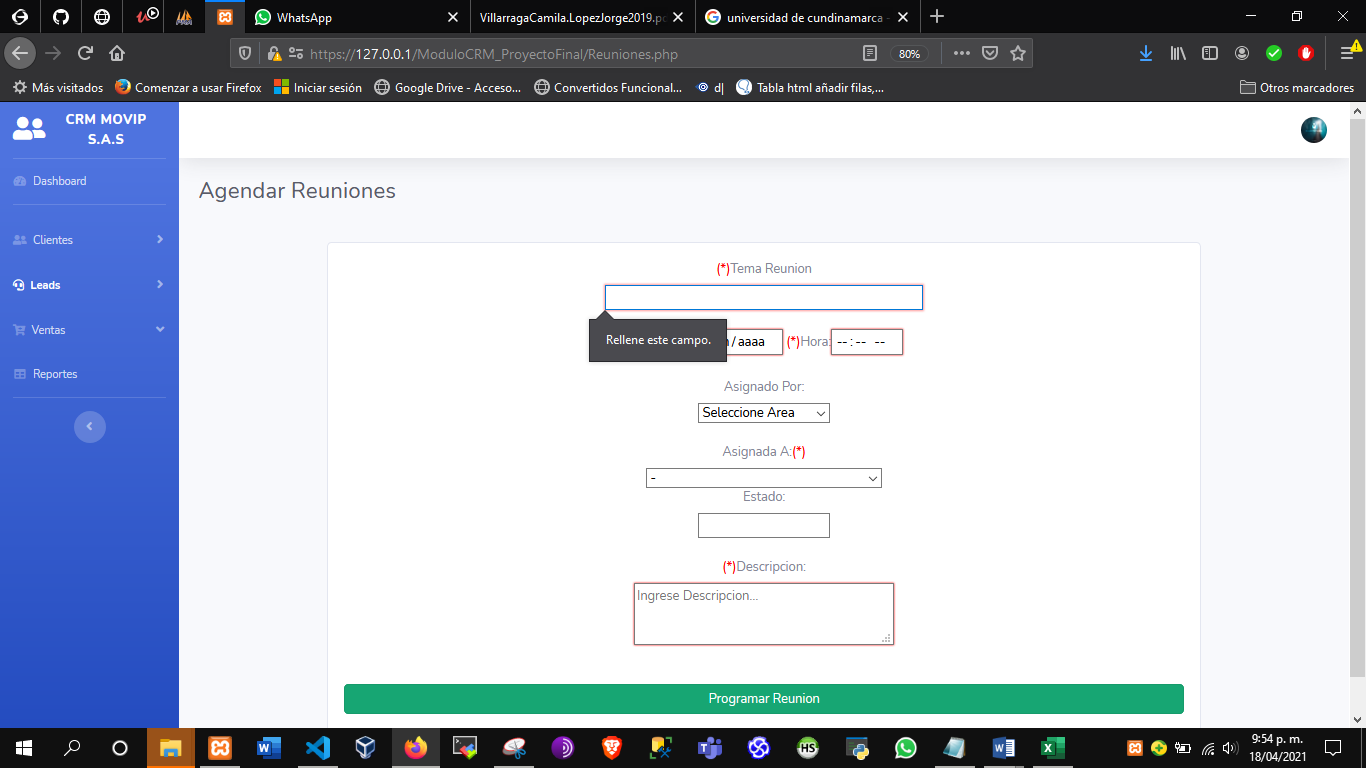 WhatsApp
VillarragaCamila.LopezJorge2019.pd
universidad de cundinamarca -
https://127.0.0.1/ModuloCRM_ProyectoFinal/Reuniones.php
80%
Más visitados
Comenzar a usar Firefox
Iniciar sesión
Google Drive - Acceso...
Convertidos Funcional...
d|
Tabla html añadir filas,...
Otros marcadores
CRM MOVIP
S.A.S
Dashboard
Clientes
Leads
Ventas
Reportes
Agendar Reuniones
(*)Tema Reunion
Rellene este campo.
/ aaaa
(*)Hora:
-- : -- --
Asignado Por:
Seleccione Area
Asignada A:(*)
-
Estado:
(*)Descripcion:
Ingrese Descripcion...
Programar Reunion
HS
9:54 p. m.
18/04/2021